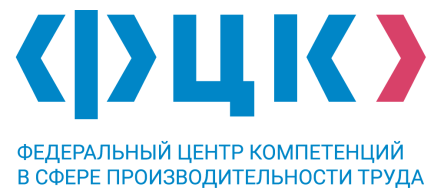 ФЦК
ФЕДЕРАЛЬНЫЙ ЦЕНТР КОМПЕТЕНЦИЙ
В СФЕРЕ ПРОИЗВОДИТЕЛЬНОСТИ ТРУДА